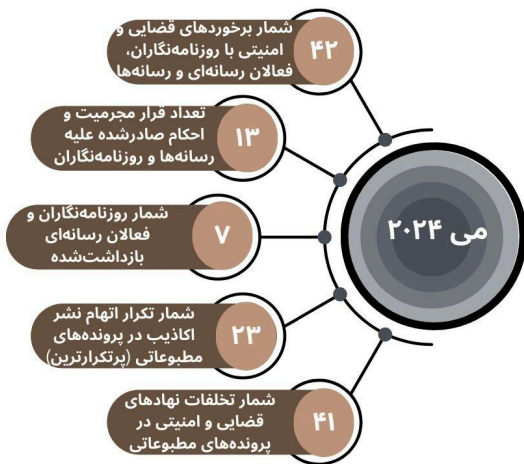 شمار برخوردهای قضایی و
امنیتی با روزنامه‌نگاران،
فعالان رسانه‌ای و رسانه‌ها
۴۲
تعداد قرار مجرمیت و
احکام صادرشده علیه
رسانه‌ها و روزنامه‌نگاران
۱۳
می ۲۰۲۴
شمار روزنامه‌نگاران و
فعالان رسانه‌ای
بازداشت‌شده
۷
شمار تکرار اتهام نشر
اکاذیب در پرونده‌های
مطبوعاتی (پرتکرارترین)
۲۳
شمار تخلفات نهادهای
قضایی و امنیتی در
پرونده‌های مطبوعاتی
۴۱